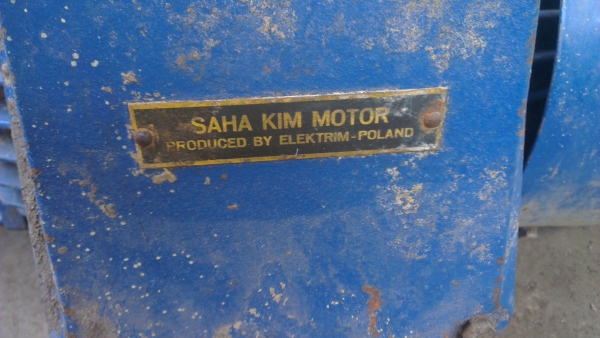 SAHA KIM MOTOR
PRODUCED BY ELEKTRIM-POLAND